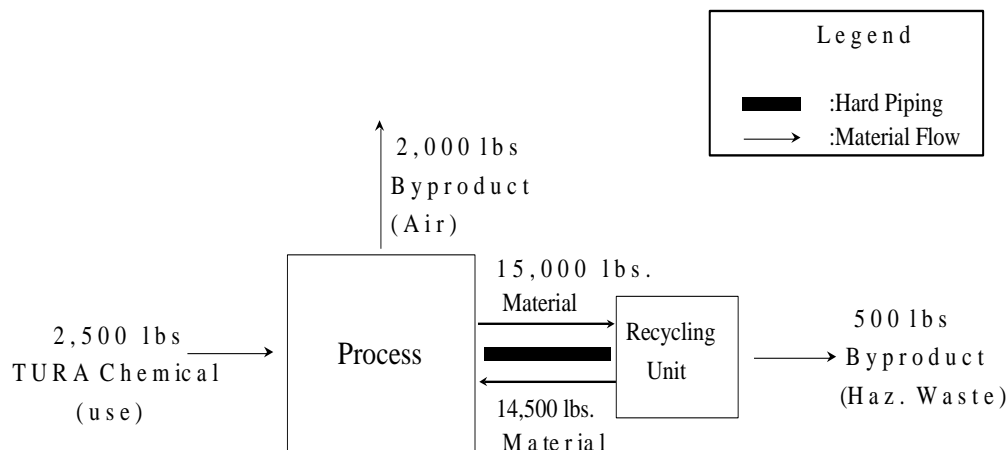 Legend
:Hard Piping
:Material Flow
2,000 lbs
Byproduct
(Air)
15,000 lbs.
Material
2,500 lbs
TURA Chemical
(use)
Process
Recycling
Unit
500 lbs
Byproduct
(Haz. Waste)
14,500 lbs.
Material